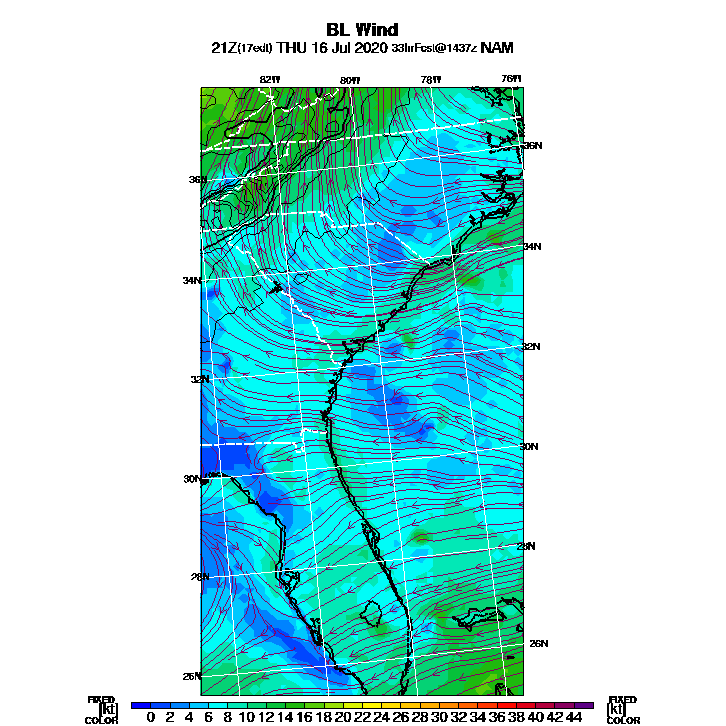 BL Wind
21Z(17edt) THU 16 Jul 2020 33hrFcst@1437z NAM
82W 80W 78W 76W
36N
36N
34N
34N
32N
32N
30N
30N
28N
28N
26N
26N
FIXED FIXED
[kt] [kt]
COLOR 0 2 4 6 8 10 12 14 16 18 20 22 24 26 28 30 32 34 36 38 40 42 44 COLOR